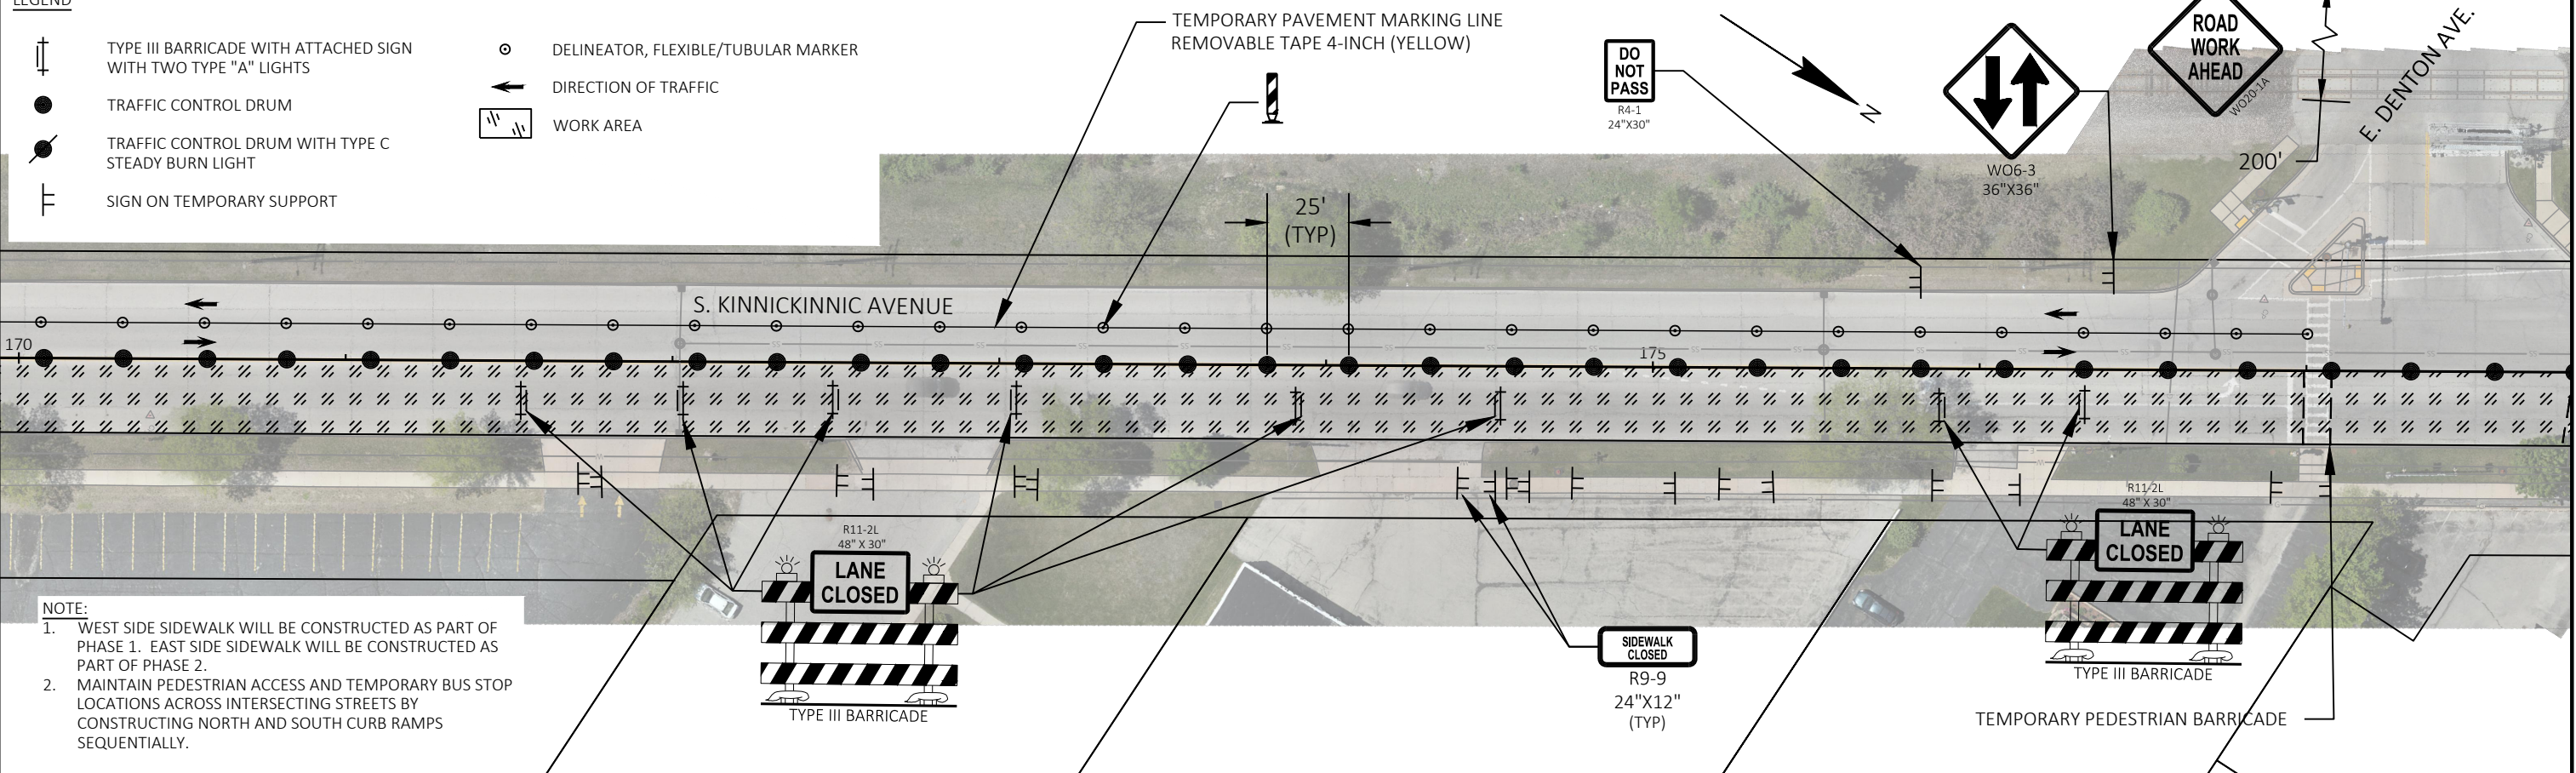 LEGEND
TYPE III BARRICADE WITH ATTACHED SIGN
WITH TWO TYPE "A" LIGHTS
TRAFFIC CONTROL DRUM
TRAFFIC CONTROL DRUM WITH TYPE C
STEADY BURN LIGHT
SIGN ON TEMPORARY SUPPORT
DELINEATOR, FLEXIBLE/TUBULAR MARKER
DIRECTION OF TRAFFIC
WORK AREA
TEMPORARY PAVEMENT MARKING LINE
REMOVABLE TAPE 4-INCH (YELLOW)
DO
NOT
PASS
R4-1
24"X30"
N
WO6-3
36"X36"
ROAD
WORK
AHEAD
WO20-1A
E. DENTON AVE.
200'
25'
(TYP)
S. KINNICKINNIC AVENUE
170
175
R11-2L
48" X 30"
LANE
CLOSED
TYPE III BARRICADE
SIDEWALK
CLOSED
R9-9
24"X12"
(TYP)
R11-2L
48" X 30"
LANE
CLOSED
TYPE III BARRICADE
TEMPORARY PEDESTRIAN BARRICADE
NOTE:
1. WEST SIDE SIDEWALK WILL BE CONSTRUCTED AS PART OF
PHASE 1. EAST SIDE SIDEWALK WILL BE CONSTRUCTED AS
PART OF PHASE 2.
2. MAINTAIN PEDESTRIAN ACCESS AND TEMPORARY BUS STOP
LOCATIONS ACROSS INTERSECTING STREETS BY
CONSTRUCTING NORTH AND SOUTH CURB RAMPS
SEQUENTIALLY.